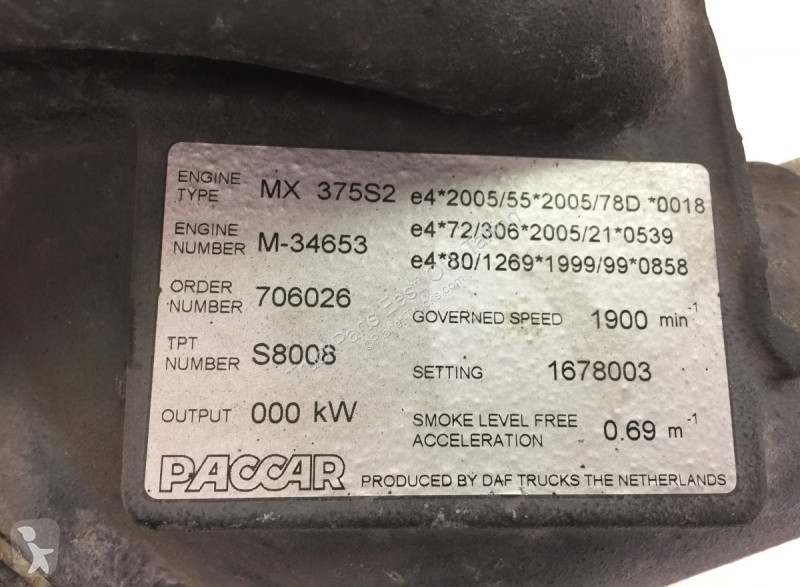 ENGINE TYPE MX 375S2
e4*2005/55*2005/78D *0018
ENGINE NUMBER M-34653
e4*72/306*2005/21*0539
e4*80/1269*1999/99*0858
ORDER NUMBER 706026
GOVERNED SPEED 1900 min-1
TPT NUMBER S8008
SETTING 1678003
OUTPUT 000 kW
SMOKE LEVEL FREE ACCELERATION 0.69 m-1
PACCAR PRODUCED BY DAF TRUCKS THE NETHERLANDS